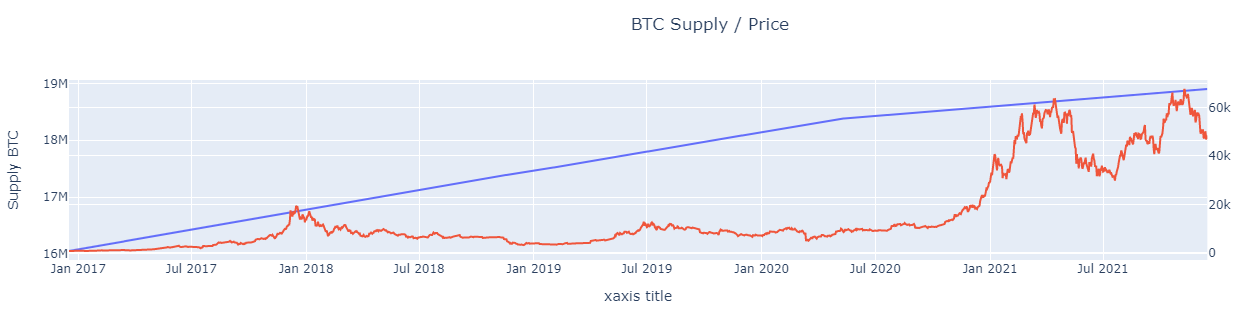 BTC Supply / Price
19M
18M
17M
16M
Supply BTC
60k
40k
20k
0
Jan 2017 Jul 2017 Jan 2018 Jul 2018 Jan 2019 Jul 2019 Jan 2020 Jul 2020 Jan 2021 Jul 2021
xaxis title